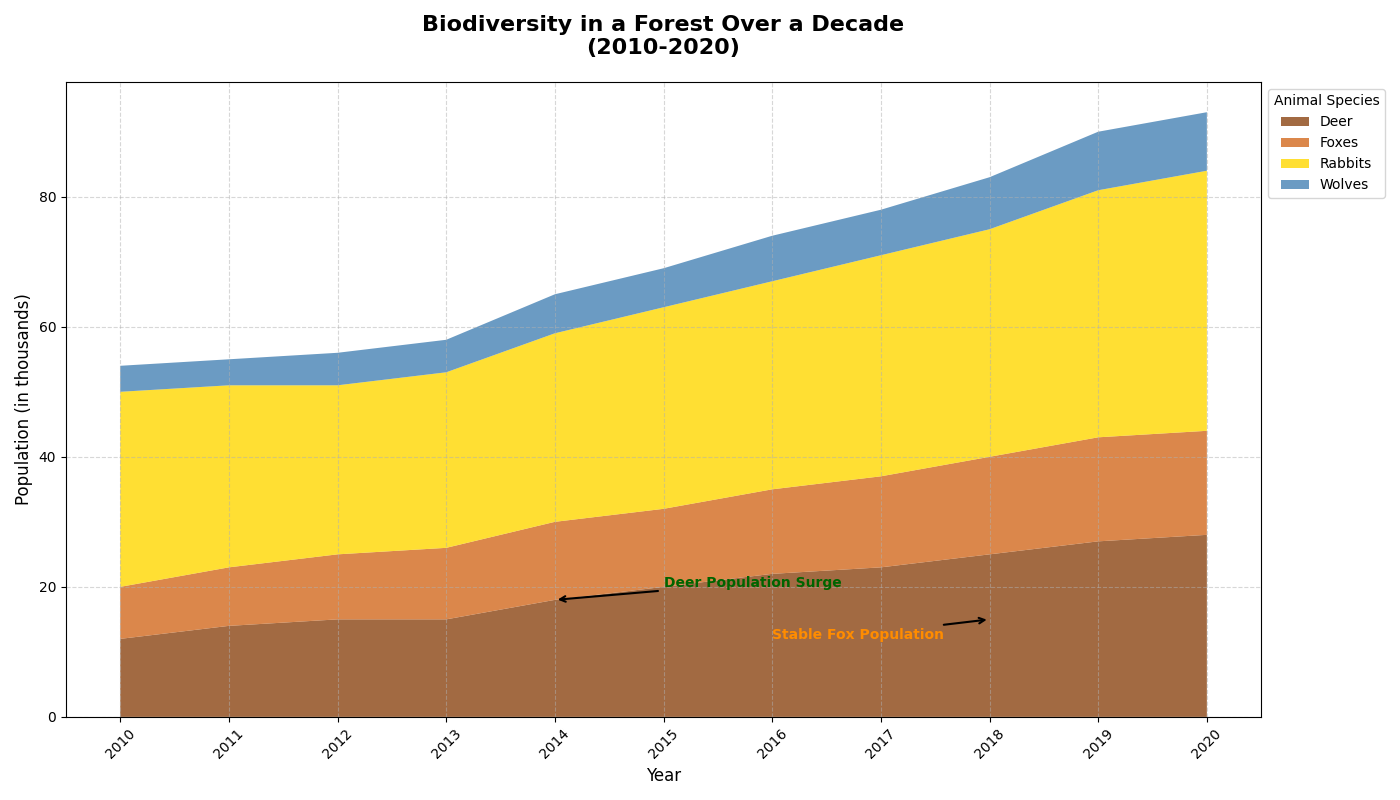 Biodiversity in a Forest Over a Decade
(2010-2020)
Animal Species
Deer
Foxes
Rabbits
Wolves
Population (in thousands)
80
60
40
20
0
Deer Population Surge
Stable Fox Population
2010
2011
2012
2013
2014
2015
2016
2017
2018
2019
2020
Year